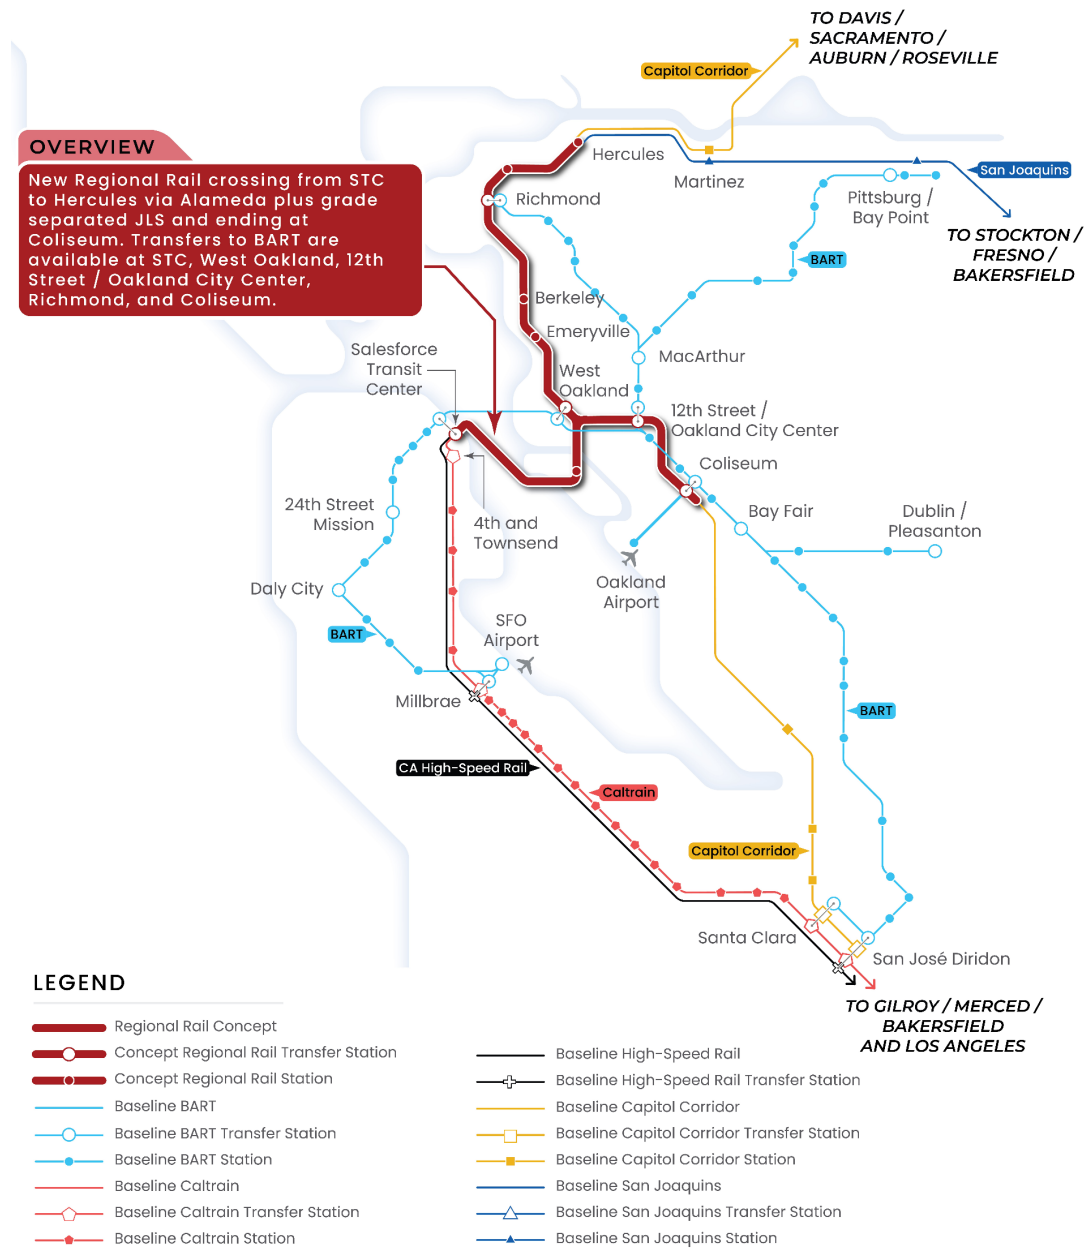 TO DAVIS /
SACRAMENTO /
AUBURN / ROSEVILLE
Capitol Corridor
OVERVIEW
New Regional Rail crossing from STC
to Hercules via Alameda plus grade
separated JLS and ending at
Coliseum. Transfers to BART are
available at STC, West Oakland, 12th
Street / Oakland City Center,
Richmond, and Coliseum.
Hercules
Martinez
San Joaquins
Richmond
Pittsburg /
Bay Point
TO STOCKTON /
FRESNO /
BAKERSFIELD
BART
Berkeley
Emeryville
Salesforce
Transit
Center
West
Oakland
MacArthur
12th Street /
Oakland City Center
Coliseum
24th Street
Mission
4th and
Townsend
Bay Fair
Dublin /
Pleasanton
Oakland
Airport
Daly City
BART
SFO
Airport
Millbrae
BART
CA High-Speed Rail
Caltrain
Capitol Corridor
Santa Clara
San José Diridon
TO GILROY / MERCED /
BAKERSFIELD
AND LOS ANGELES
LEGEND
Regional Rail Concept
Concept Regional Rail Transfer Station
Concept Regional Rail Station
Baseline BART
Baseline BART Transfer Station
Baseline BART Station
Baseline Caltrain
Baseline Caltrain Transfer Station
Baseline Caltrain Station
Baseline High-Speed Rail
Baseline High-Speed Rail Transfer Station
Baseline Capitol Corridor
Baseline Capitol Corridor Transfer Station
Baseline Capitol Corridor Station
Baseline San Joaquins
Baseline San Joaquins Transfer Station
Baseline San Joaquins Station